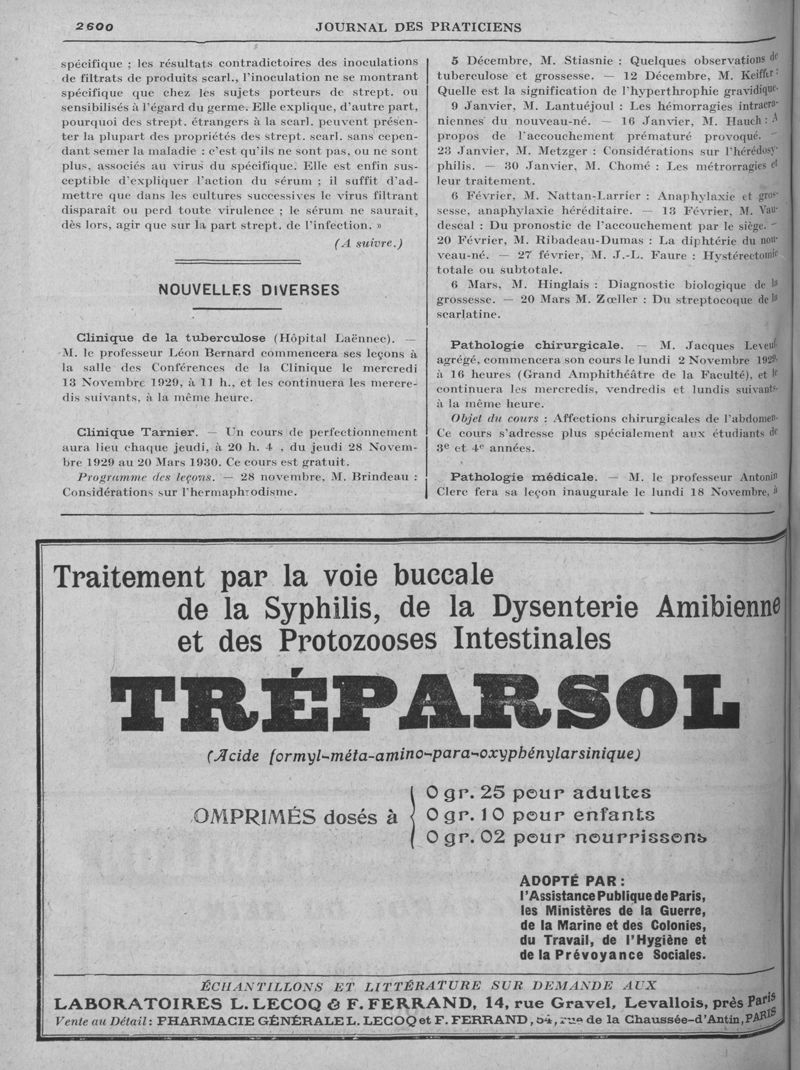 2600
JOURNAL DES PRATICIENS
spécifique ; les résultats contradictoires des inoculations
de filtrats de produits scarl., l'inoculation ne se montrant
spécifique que chez les sujets porteurs de strept. ou
sensibilisés à l'égard du germe. Elle explique, d'autre part,
pourquoi des strept. étrangers à la scarl. peuvent présen-
ter la plupart des propriétés des strept. scarl. sans cepen-
dant semer la maladie : c'est qu'ils ne sont pas, ou ne sont
plus, associés au virus du spécifique. Elle est enfin sus-
ceptible d'expliquer l'action du sérum ; il suffit d'ad-
mettre que dans les cultures successives le virus filtrant
disparaît ou perd toute virulence ; le sérum ne saurait,
dès lors, agir que sur la part strept. de l'infection. »
(A suivre.)
NOUVELLES DIVERSES
Clinique de la tuberculose (Hôpital Laënnec). —
M. le professeur Léon Bernard commencera ses leçons à
la salle des Conférences de la Clinique le mercredi
13 Novembre 1929, à 11 h., et les continuera les mercre-
dis suivants, à la même heure.
Clinique Tarnier. — Un cours de perfectionnement
aura lieu chaque jeudi, à 20 h. 4 , du jeudi 28 Novem-
bre 1929 au 20 Mars 1930. Ce cours est gratuit.
Programme des leçons. — 28 novembre, M. Brindeau :
Considérations sur l'hermaphrodisme.
5 Décembre, M. Stiasnie : Quelques observations de
tuberculose et grossesse. — 12 Décembre, M. Keiffer :
Quelle est la signification de l'hyperthrophie gravidique.
9 Janvier, M. Lantuéjoul : Les hémorragies intracra-
niennes du nouveau-né. — 16 Janvier, M. Hauch : A
propos de l'accouchement prématuré provoqué. —
23 Janvier, M. Metzger : Considérations sur l'hérédosy-
philis. — 30 Janvier, M. Chomé : Les métrorragies et
leur traitement.
6 Février, M. Nattan-Larrier : Anaphylaxie et gros-
sesse, anaphylaxie héréditaire. — 13 Février, M. Vau-
descal : Du pronostic de l'accouchement par le siège. —
20 Février, M. Ribadeau-Dumas : La diphtérie du nou-
veau-né. — 27 février, M. J.-L. Faure : Hystérectomie
totale ou subtotale.
6 Mars, M. Hinglais : Diagnostic biologique de la
grossesse. — 20 Mars M. Zœller : Du streptocoque de la
scarlatine.
Pathologie chirurgicale. — M. Jacques Leveuf,
agrégé, commencera son cours le lundi 2 Novembre 1929,
à 16 heures (Grand Amphithéâtre de la Faculté), et le
continuera les mercredis, vendredis et lundis suivants,
à la même heure.
Objet du cours : Affections chirurgicales de l'abdomen.
Ce cours s'adresse plus spécialement aux étudiants de
3e et 4e années.
Pathologie médicale. — M. le professeur Antonin
Clerc fera sa leçon inaugurale le lundi 18 Novembre, à
Traitement par la voie buccale
de la Syphilis, de la Dysenterie Amibienne
et des Protozooses Intestinales
TRÉPARSOL
(Acide formyl-méta-amino-para-oxyphénylarsinique)
OMPRIMÉS dosés à
0 gr. 25 pour adultes
0 gr. 10 pour enfants
0 gr. 02 pour nourrissons
ADOPTÉ PAR :
l'Assistance Publique de Paris,
les Ministères de la Guerre,
de la Marine et des Colonies,
du Travail, de l'Hygiène et
de la Prévoyance Sociales.
ÉCHANTILLONS ET LITTÉRATURE SUR DEMANDE AUX
LABORATOIRES L. LECOQ & F. FERRAND, 14, rue Gravel, Levallois, près Paris
Vente au Détail : PHARMACIE GÉNÉRALE L. LECOQ et F. FERRAND, 54, rue de la Chaussée-d'Antin, PARIS